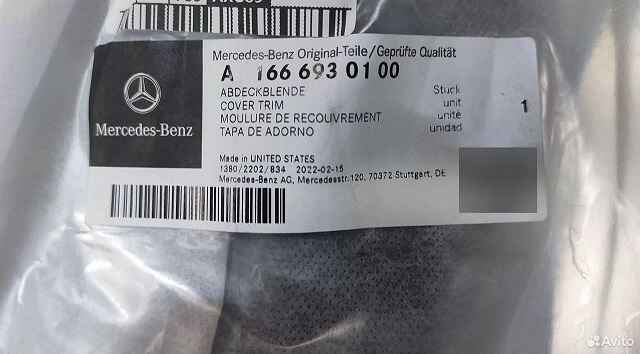 Mercedes-Benz Original-Teile/Geprüfte Qualität
A 166 693 01 00
ABDECKBLENDE Stück
COVER TRIM unit
MOULURE DE RECOUVREMENT unité
TAPA DE ADORNO unidad
1
Mercedes-Benz
Made in UNITED STATES
1380/2202/834 2022-02-15
Mercedes-Benz AG, Mercedesstr.120, 70372 Stuttgart, DE
Avito